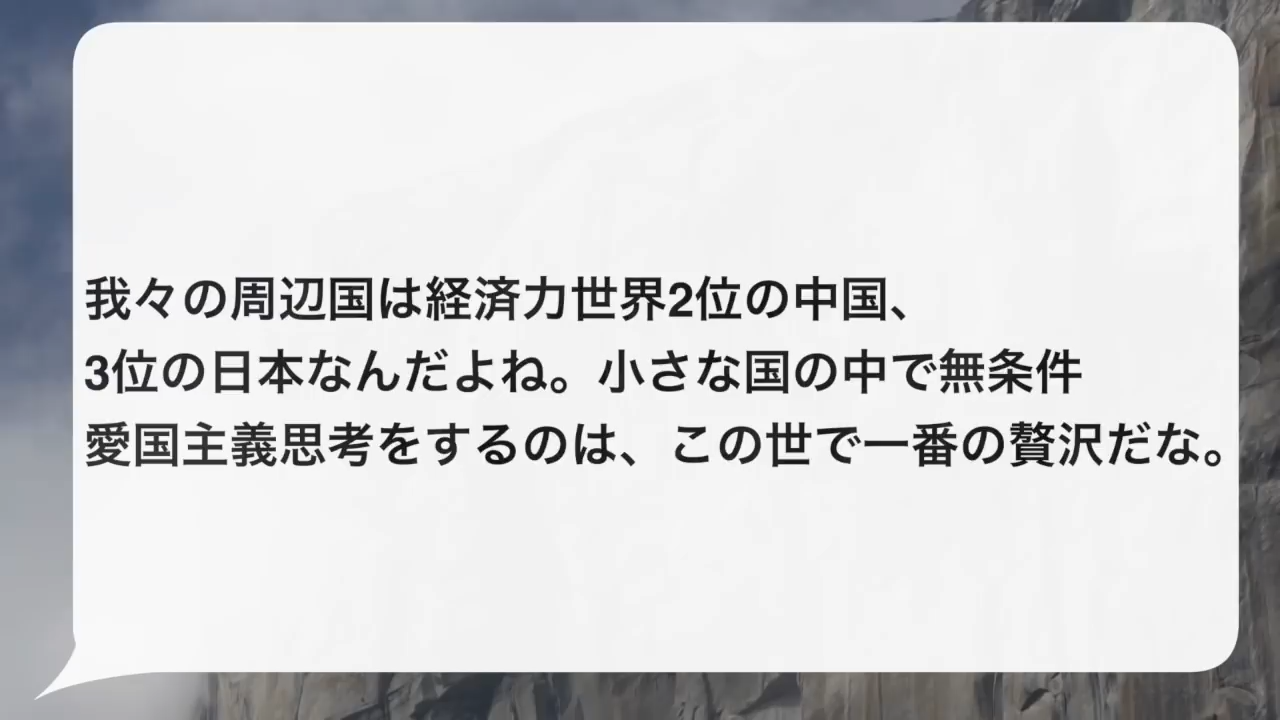 我々の周辺国は経済力世界2位の中国、
3位の日本なんだよね。小さな国の中で無条件
愛国主義思考をするのは、この世で一番の贅沢だな。